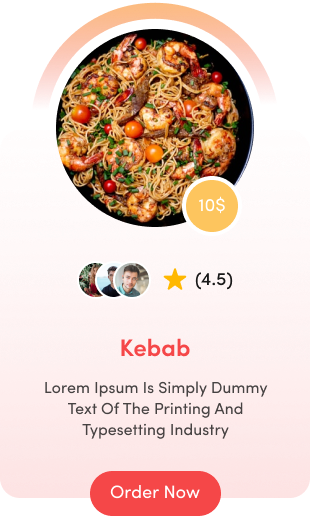 10$
(4.5)
Kebab
Lorem Ipsum Is Simply Dummy
Text Of The Printing And
Typesetting Industry
Order Now